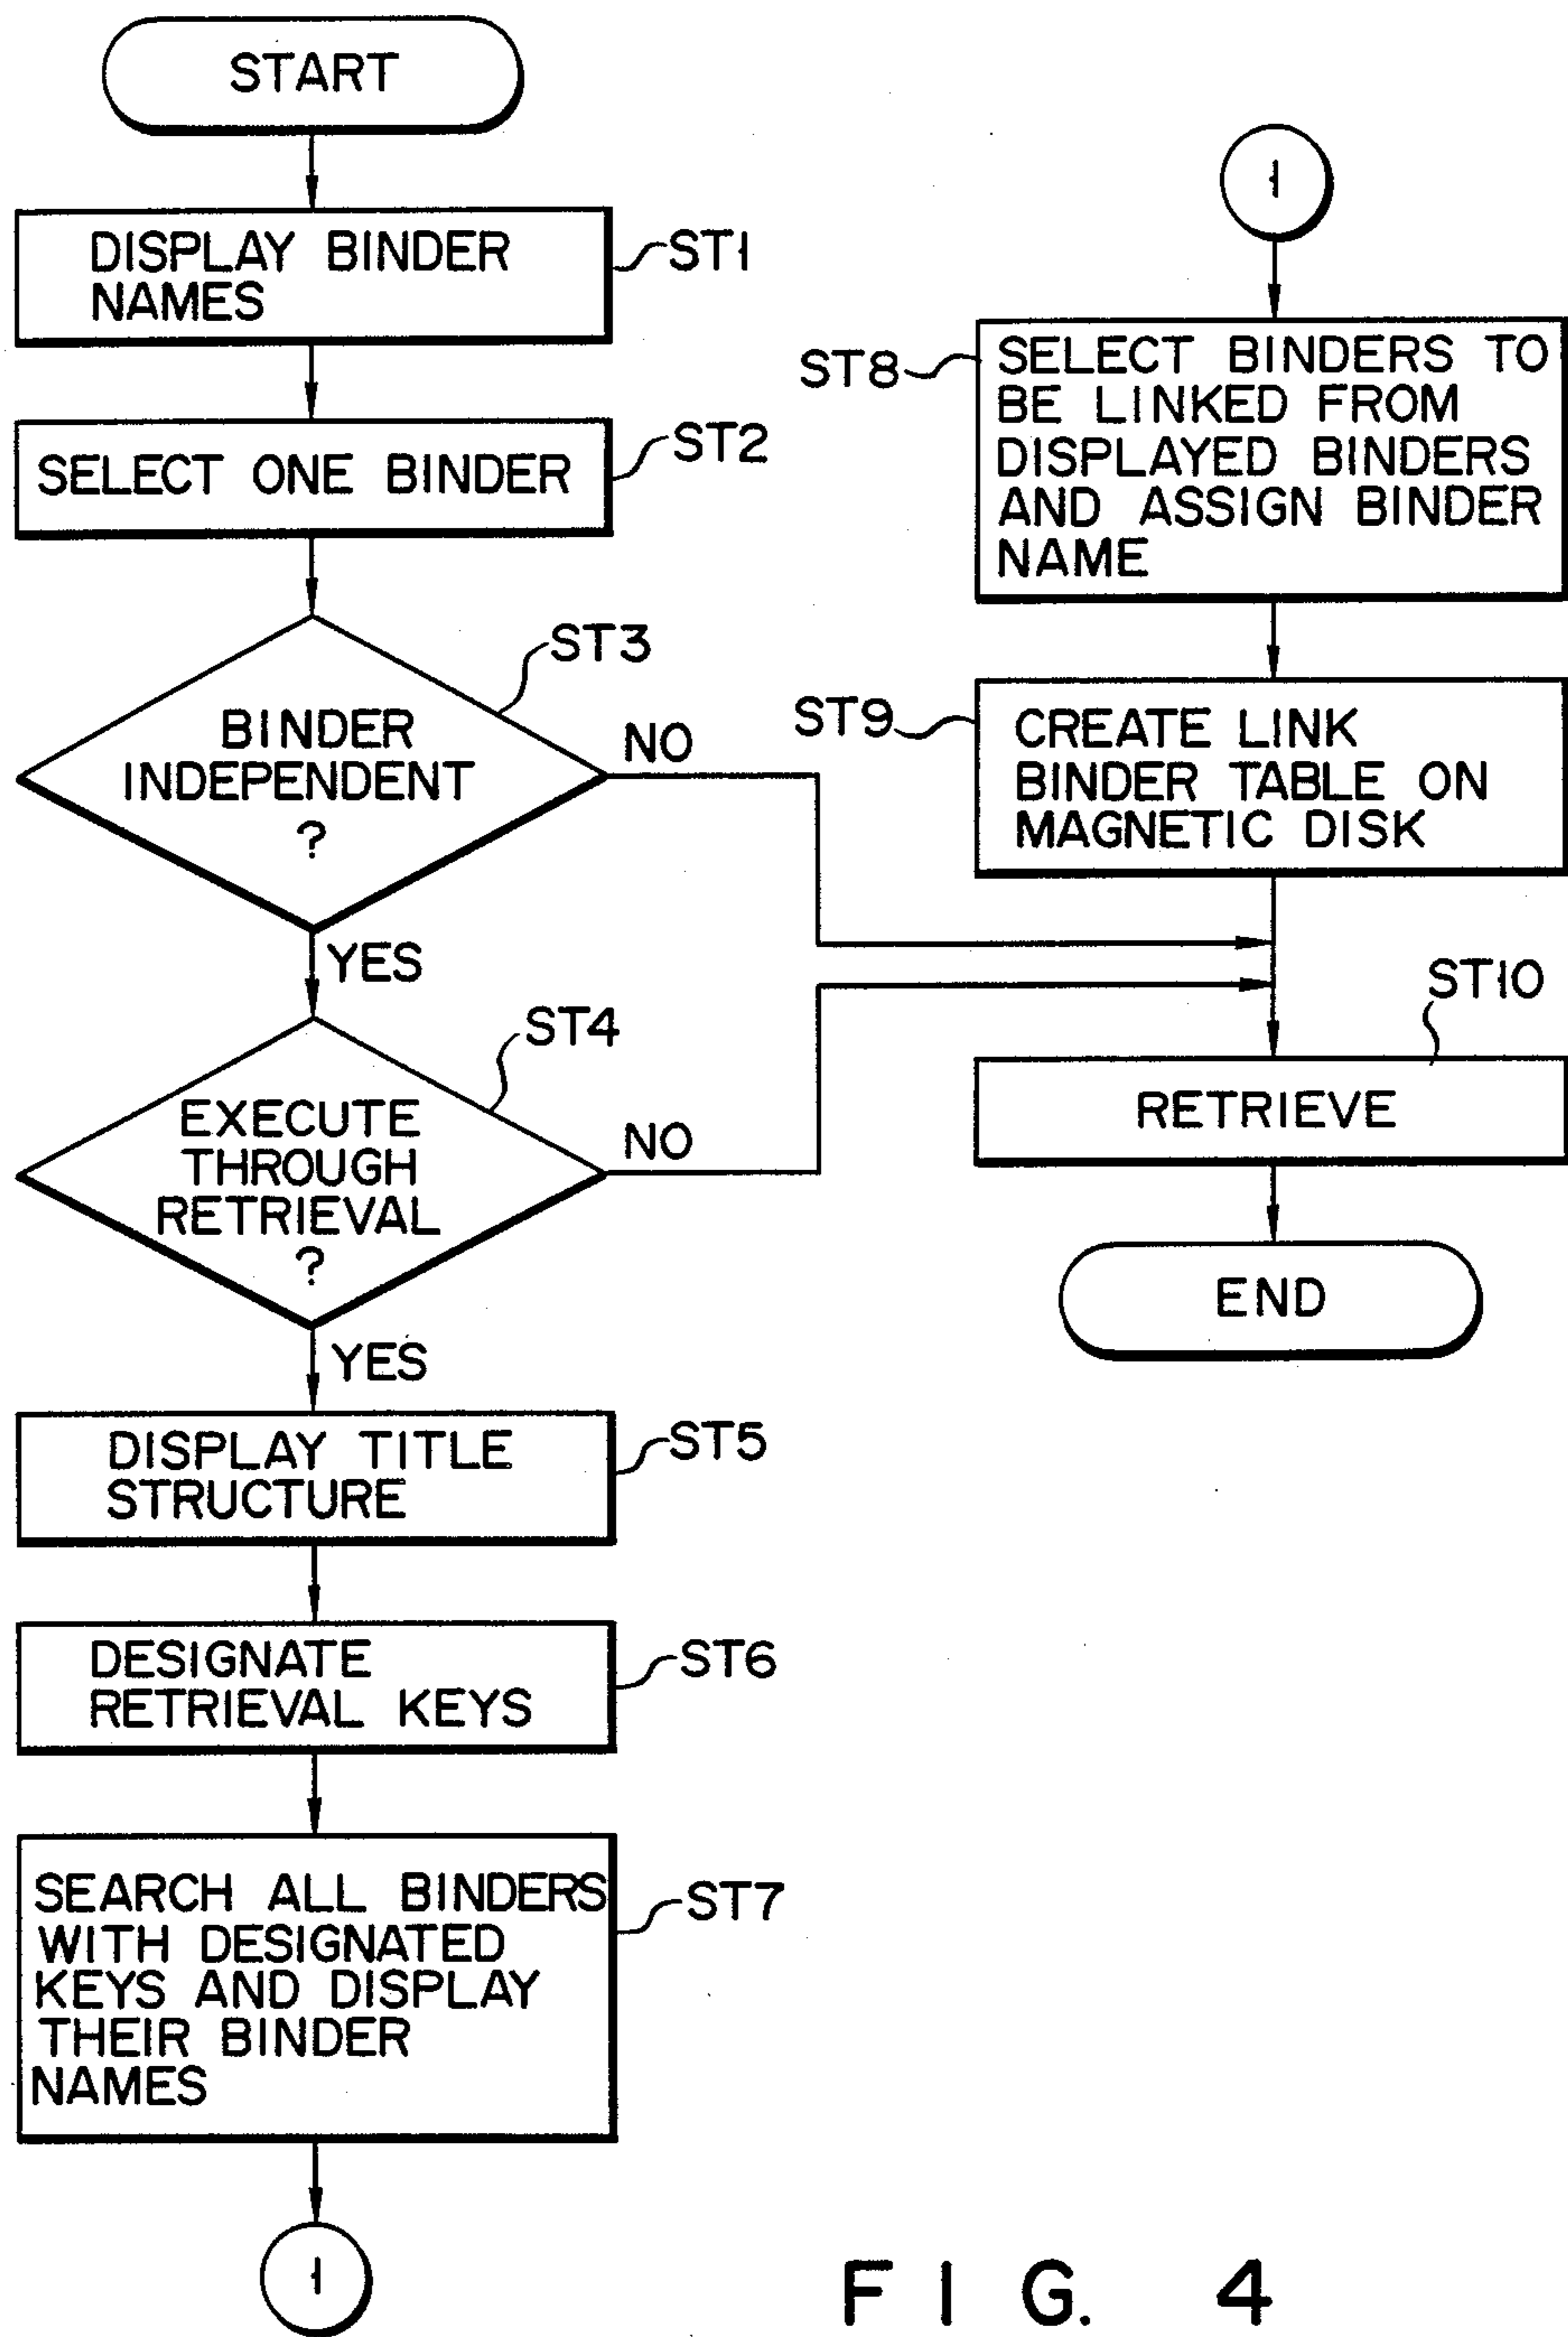 START
DISPLAY BINDER
NAMES
ST1
SELECT ONE BINDER
ST2
BINDER
INDEPENDENT
?
ST3
NO
YES
EXECUTE
THROUGH
RETRIEVAL
?
ST4
NO
YES
DISPLAY TITLE
STRUCTURE
ST5
DESIGNATE
RETRIEVAL KEYS
ST6
SEARCH ALL BINDERS
WITH DESIGNATED
KEYS AND DISPLAY
THEIR BINDER
NAMES
ST7
1
1
ST8
SELECT BINDERS TO
BE LINKED FROM
DISPLAYED BINDERS
AND ASSIGN BINDER
NAME
ST9
CREATE LINK
BINDER TABLE ON
MAGNETIC DISK
ST10
RETRIEVE
END
FIG. 4